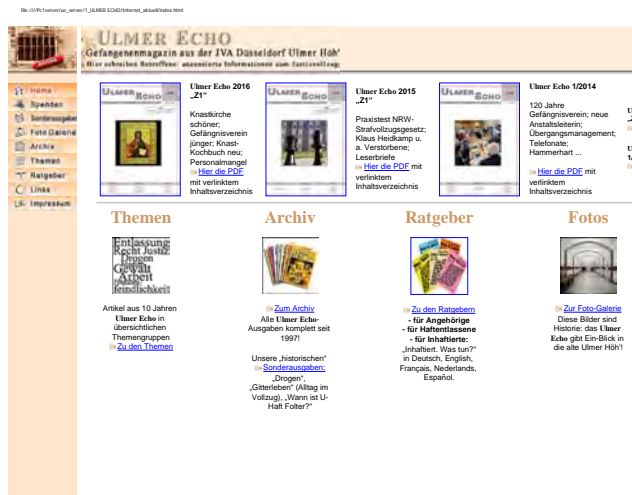 file:////Pc1server/ue_server/1_ULMER ECHO/Internet_aktuell/index.html
ULMER ECHO
Gefangenenmagazin aus der JVA Düsseldorf Ulmer Höh'
Home
Spenden
Sonderausgaben
Foto Galerie
Archiv
Themen
Ratgeber
Links
Impressum
ULMER ECHO
Ulmer Echo 2016
„Z1"
Knastkirche
schöner;
Gefängnisverein
jünger; Knast-
Kochbuch neu;
Personalmangel
Hier die PDF
mit verlinktem
Inhaltsverzeichnis
ULMER ECHO
Ulmer Echo 2015
„Z1"
Praxistest NRW-
Strafvollzugsgesetz;
Klaus Heidkamp u.
a. Verstorbene;
Leserbriefe
Hier die PDF mit
verlinktem
Inhaltsverzeichnis
ULMER ECHO
Ulmer Echo 1/2014
120 Jahre
Gefängnisverein; neue
Anstaltsleiterin;
Übergangsmanagement;
Telefonate;
Hammerhart ...
Hier die PDF mit
verlinktem
Inhaltsverzeichnis
Themen
Entlassung
Recht Justiz
Drogen
Gewalt
Arbeit
feindlichkeit
Artikel aus 10 Jahren
Ulmer Echo in
übersichtlichen
Themengruppen
Zu den Themen
Archiv
Zum Archiv
Alle Ulmer Echo-
Ausgaben komplett seit
1997!
Unsere „historischen"
Sonderausgaben:
„Drogen",
„Gitterleben" (Alltag im
Vollzug), „Wann ist U-
Haft Folter?"
Ratgeber
Zu den Ratgebern
- für Angehörige
- für Haftentlassene
- für Inhaftierte:
„Inhaftiert. Was tun?"
in Deutsch, English,
Français, Nederlands,
Español.
Fotos
Zur Foto-Galerie
Diese Bilder sind
Historie: das Ulmer
Echo gibt Ein-Blick in
die alte Ulmer Höh'!